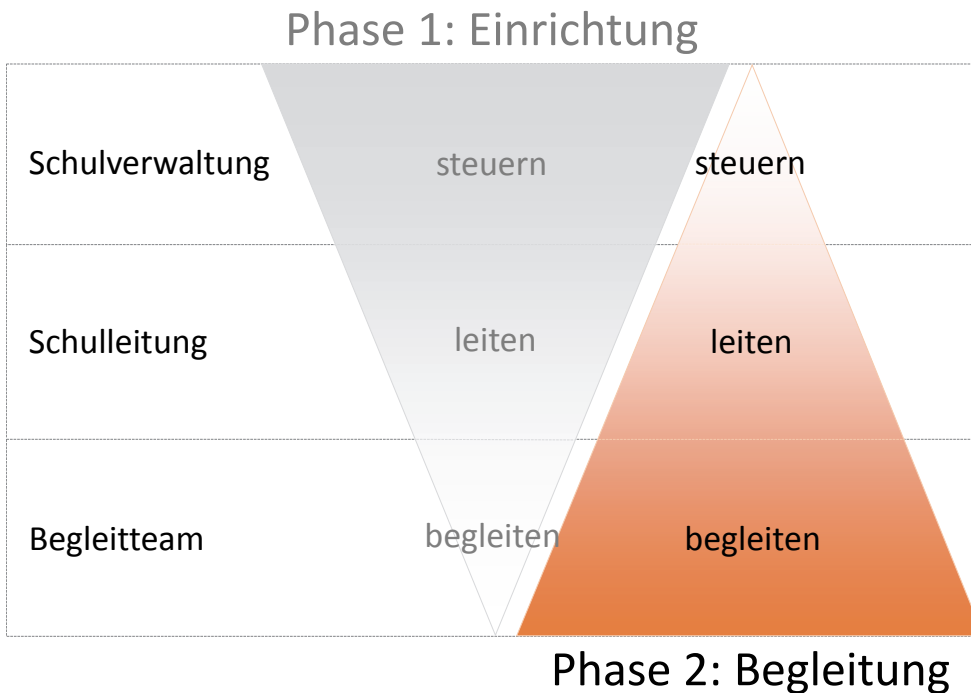 Phase 1: Einrichtung
Schulverwaltung steuern steuern
Schulleitung leiten leiten
Begleitteam begleiten begleiten
Phase 2: Begleitung